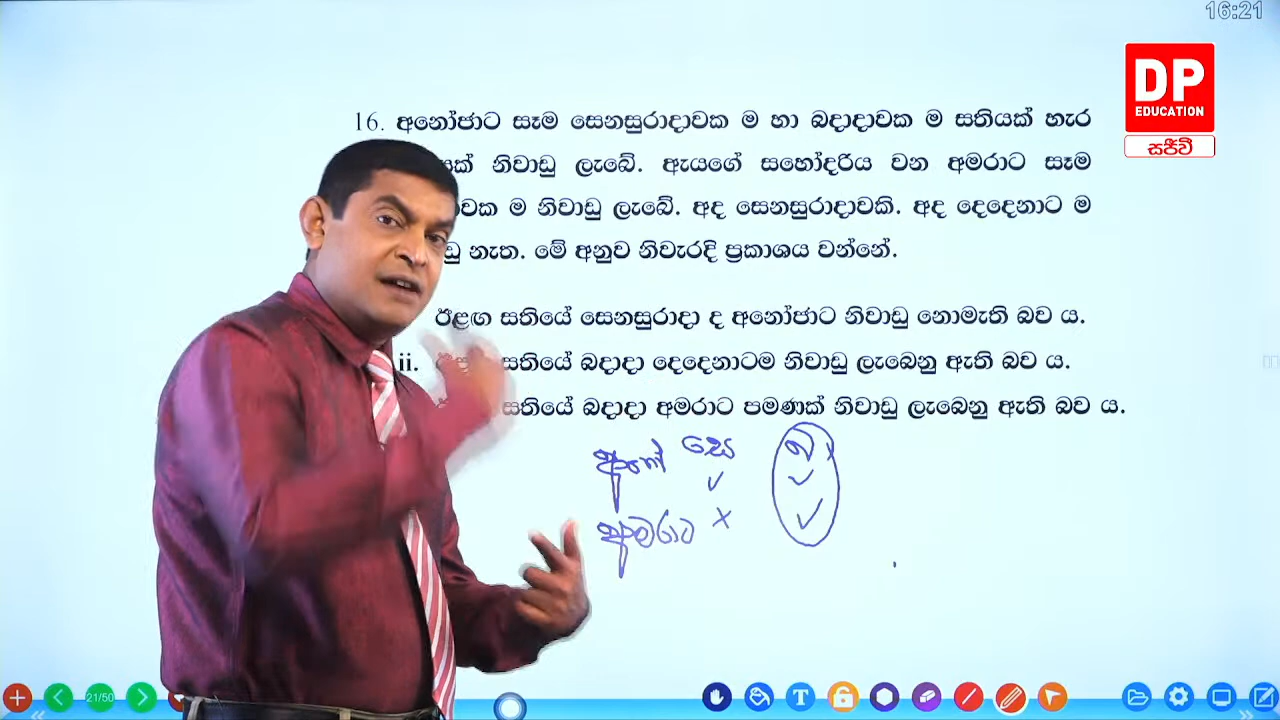 16:21
DP
EDUCATION
සජීවී
16. අනෝජාට සෑම සෙනසුරාදාවක ම හා බදාදාවක ම සතියක් හැර
නිවාඩු ලැබේ. ඇයගේ සහෝදරිය වන අමරාට සෑම
ම නිවාඩු ලැබේ. අද සෙනසුරාදාවකි. අද දෙදෙනාට ම
නැත. මේ අනුව නිවැරදි ප්‍රකාශය වන්නේ.
ඊළඟ සතියේ සෙනසුරාදා ද අනෝජාට නිවාඩු නොමැති බව ය.
ii. සතියේ බදාදා දෙදෙනාටම නිවාඩු ලැබෙනු ඇති බව ය.
සතියේ බදාදා අමරාට පමණක් නිවාඩු ලැබෙනු ඇති බව ය.
සෙ බ
අමරාට
21/50